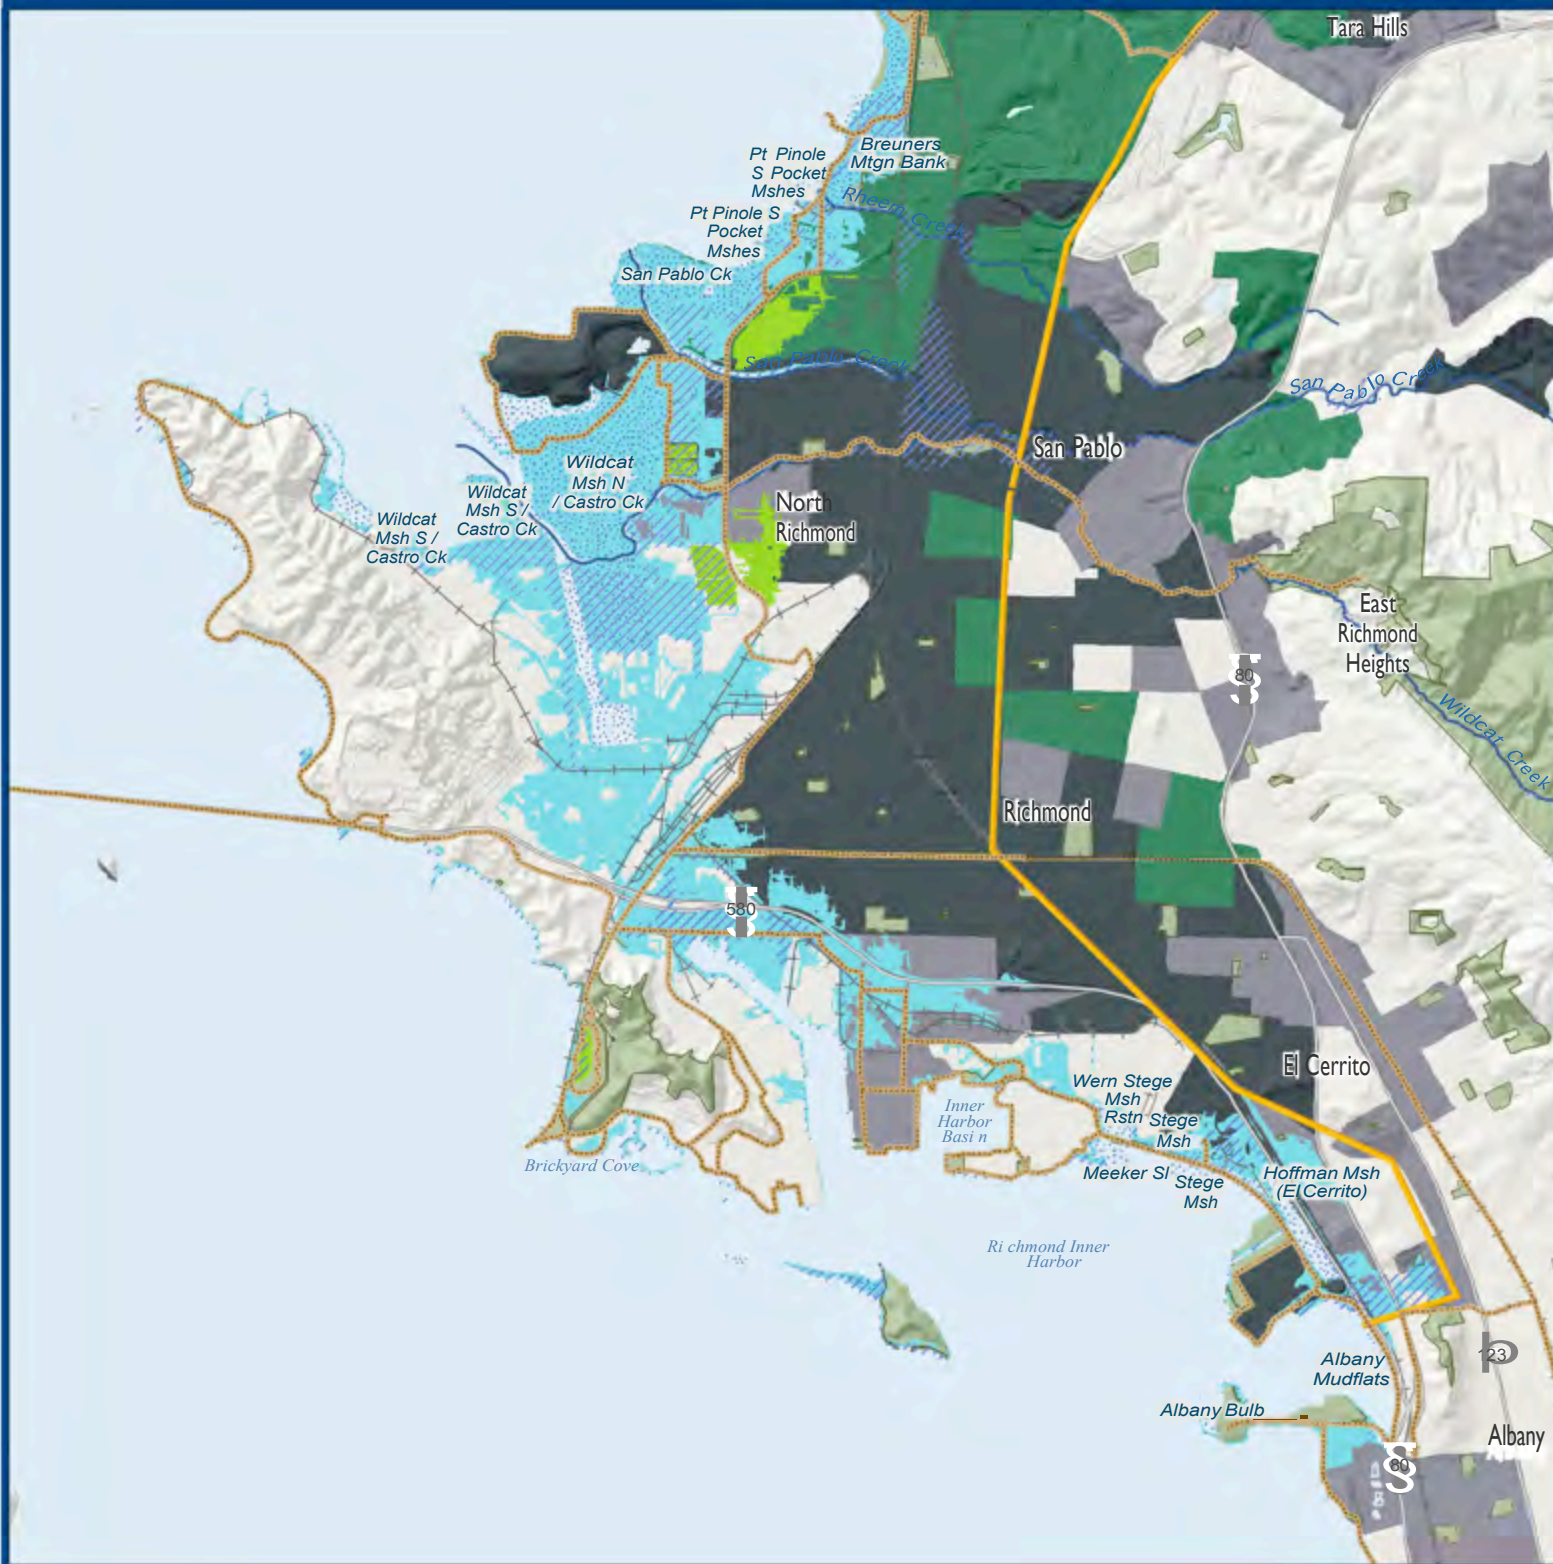 Tara Hills
Breuners
Mtgn Bank
Pt Pinole
S Pocket
Mshes
Rheem Creek
Pt Pinole S
Pocket
Mshes
San Pablo Ck
San Pablo Creek
San Pablo Creek
San Pablo
Wildcat
Msh N
/ Castro Ck
Wildcat
Msh S /
Castro Ck
Wildcat
Msh S /
Castro Ck
North
Richmond
East
Richmond
Heights
80
Wildcat Creek
Richmond
580
El Cerrito
Wern Stege
Msh
Rstn Stege
Msh
Inner
Harbor
Basi n
Brickyard Cove
Meeker Sl
Stege
Msh
Hoffman Msh
(El Cerrito)
Ri chmond Inner
Harbor
123
Albany
Mudflats
Albany Bulb
Albany
80